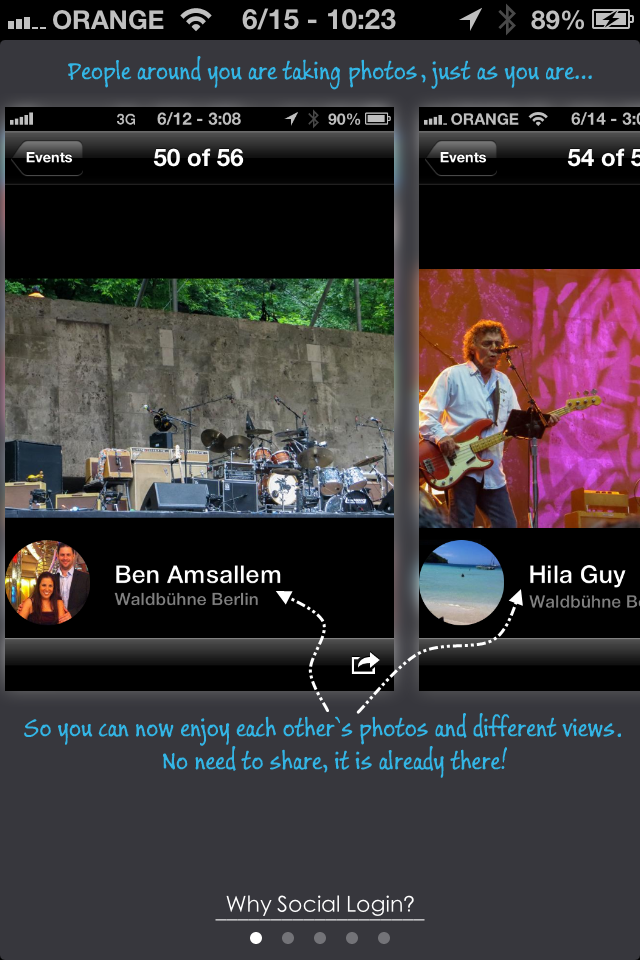 ORANGE 6/15 - 10:23 89%
People around you are taking photos, just as you are...
3G 6/12 - 3:08 90%
Events 50 of 56
Ben Amsallem
Waldbühne Berlin
ORANGE 6/14 - 3:0
Events 54 of 5
Hila Guy
Waldbühne Be
So you can now enjoy each other`s photos and different views.
No need to share, it is already there!
Why Social Login?